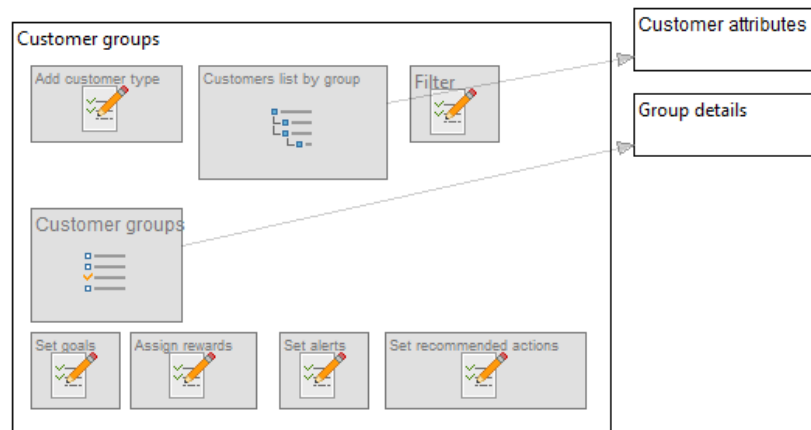 Customer groups
Add customer type
Customers list by group
Filter
Customer groups
Set goals
Assign rewards
Set alerts
Set recommended actions
Customer attributes
Group details